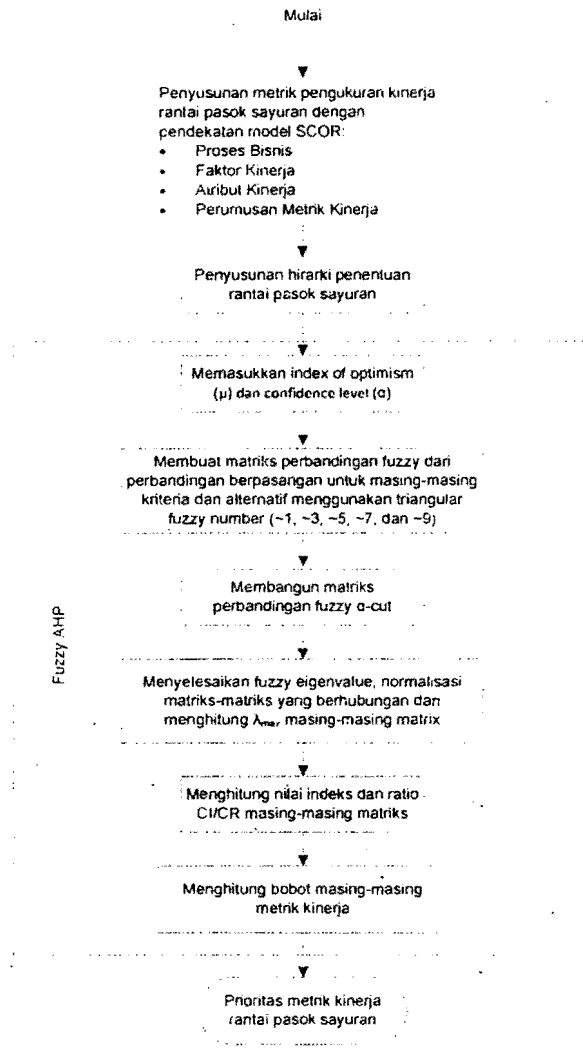 Mulai
Penyusunan metrik pengukuran kinerja
rantai pasok sayuran dengan
pendekatan model SCOR:
• Proses Bisnis
• Faktor Kinerja
• Atribut Kinerja
• Perumusan Metrik Kinerja
Penyusunan hirarki penentuan
rantai pasok sayuran
Memasukkan index of optimism
(μ) dan confidence level (α)
Membuat matriks perbandingan fuzzy dari
perbandingan berpasangan untuk masing-masing
kriteria dan alternatif menggunakan triangular
fuzzy number (~1, ~3, ~5, ~7, dan ~9)
Membangun matriks
perbandingan fuzzy α-cut
Fuzzy AHP
Menyelesaikan fuzzy eigenvalue, normalisasi
matriks-matriks yang berhubungan dan
menghitung λmax masing-masing matrix
Menghitung nilai indeks dan ratio
CI/CR masing-masing matriks
Menghitung bobot masing-masing
metrik kinerja
Prioritas metrik kinerja
rantai pasok sayuran